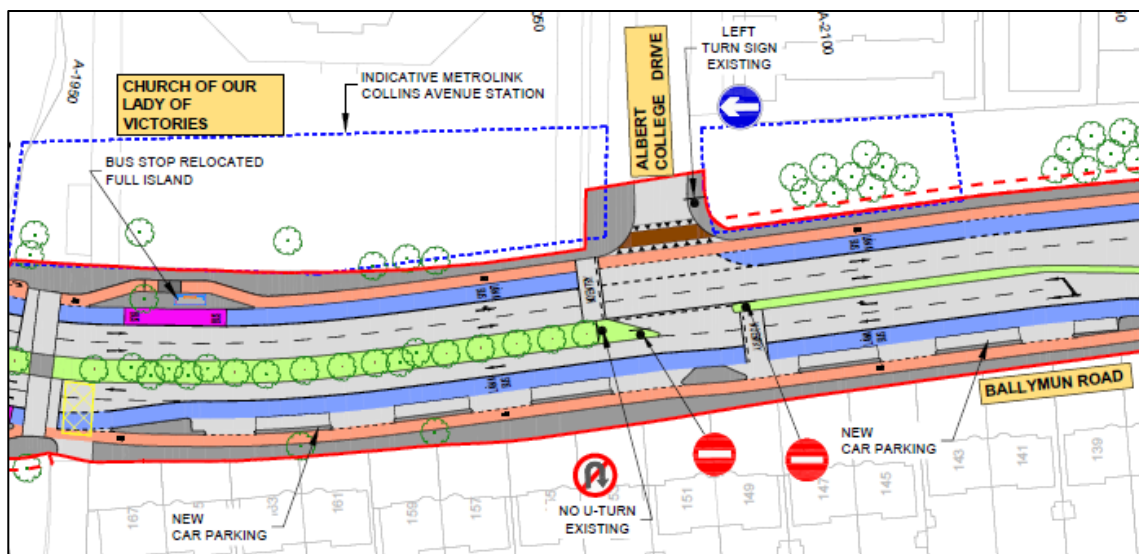 A-1950
050
A-2100
CHURCH OF OUR
LADY OF
VICTORIES
INDICATIVE METROLINK
COLLINS AVENUE STATION
ALBERT
COLLEGE DRIVE
LEFT
TURN SIGN
EXISTING
BUS STOP RELOCATED
FULL ISLAND
BUS
BALLYMUN ROAD
NEW
CAR PARKING
NO U-TURN
EXISTING
NEW
CAR PARKING
167
161
159
157
151
149
147
145
143
141
139